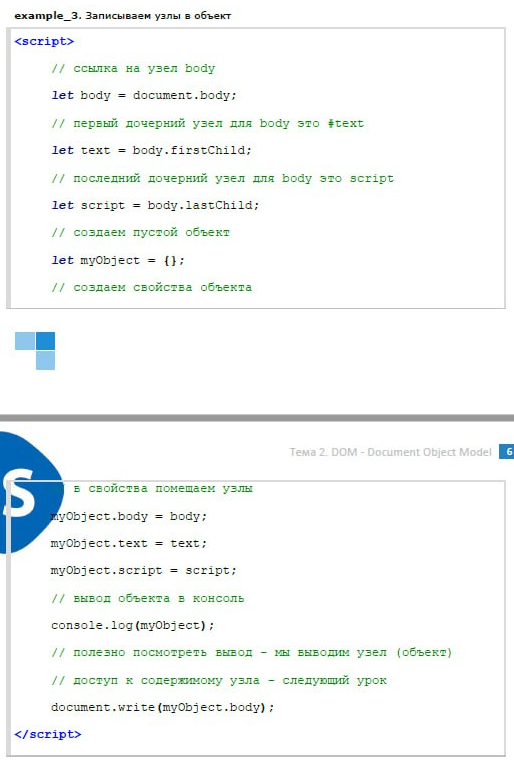 example_3. Записываем узлы в объект
<script>
// ссылка на узел body
let body = document.body;
// первый дочерний узел для body это #text
let text = body.firstChild;
// последний дочерний узел для body это script
let script = body.lastChild;
// создаем пустой объект
let myObject = {};
// создаем свойства объекта
Тема 2. DOM - Document Object Model 6
S
в свойства помещаем узлы
myObject.body = body;
myObject.text = text;
myObject.script = script;
// вывод объекта в консоль
console.log(myObject);
// полезно посмотреть вывод - мы выводим узел (объект)
// доступ к содержимому узла - следующий урок
document.write(myObject.body);
</script>